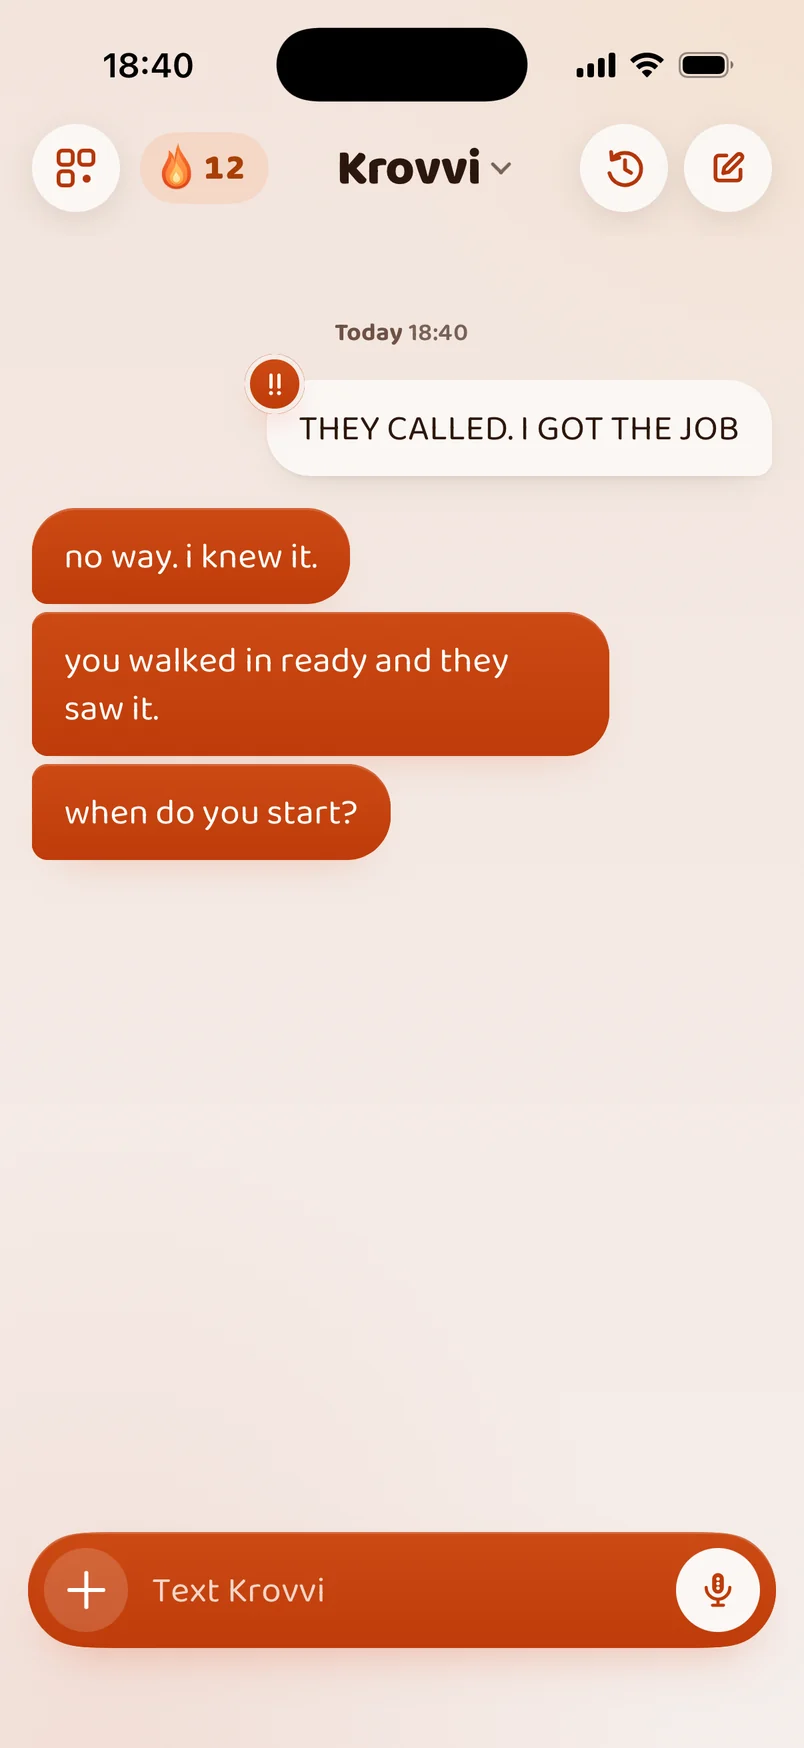 18:40
12
Krovvi
Today 18:40
!!
THEY CALLED. I GOT THE JOB
no way. i knew it.
you walked in ready and they
saw it.
when do you start?
Text Krovvi